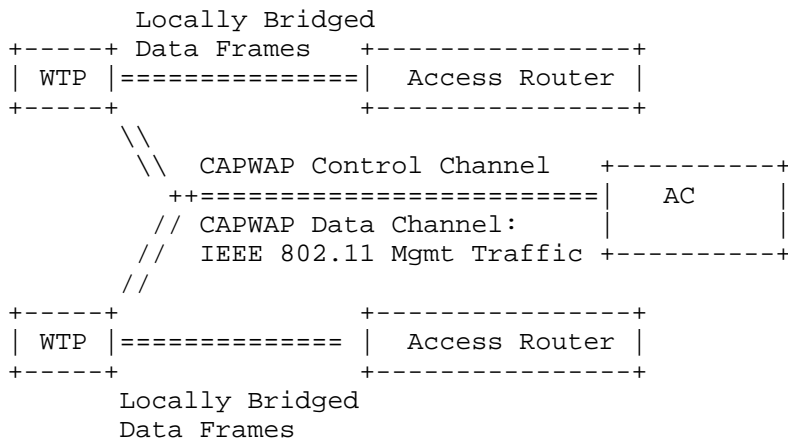 Locally Bridged
Data Frames
WTP
Access Router
CAPWAP Control Channel
AC
CAPWAP Data Channel:
IEEE 802.11 Mgmt Traffic
WTP
Access Router
Locally Bridged
Data Frames